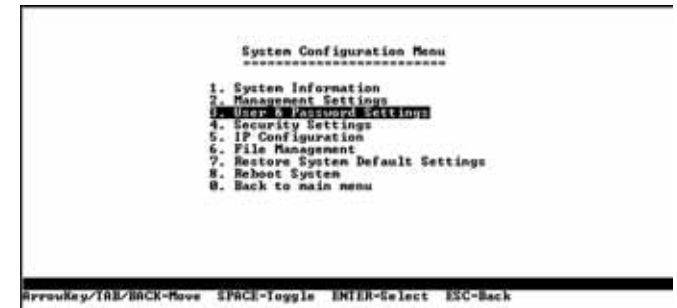 System Configuration Menu
=========================
1. System Information
2. Management Settings
3. User & Password Settings
4. Security Settings
5. IP Configuration
6. File Management
7. Restore System Default Settings
8. Reboot System
0. Back to main menu
ArrowKey/TAB/BACK-Move SPACE-Toggle ENTER-Select ESC-Back